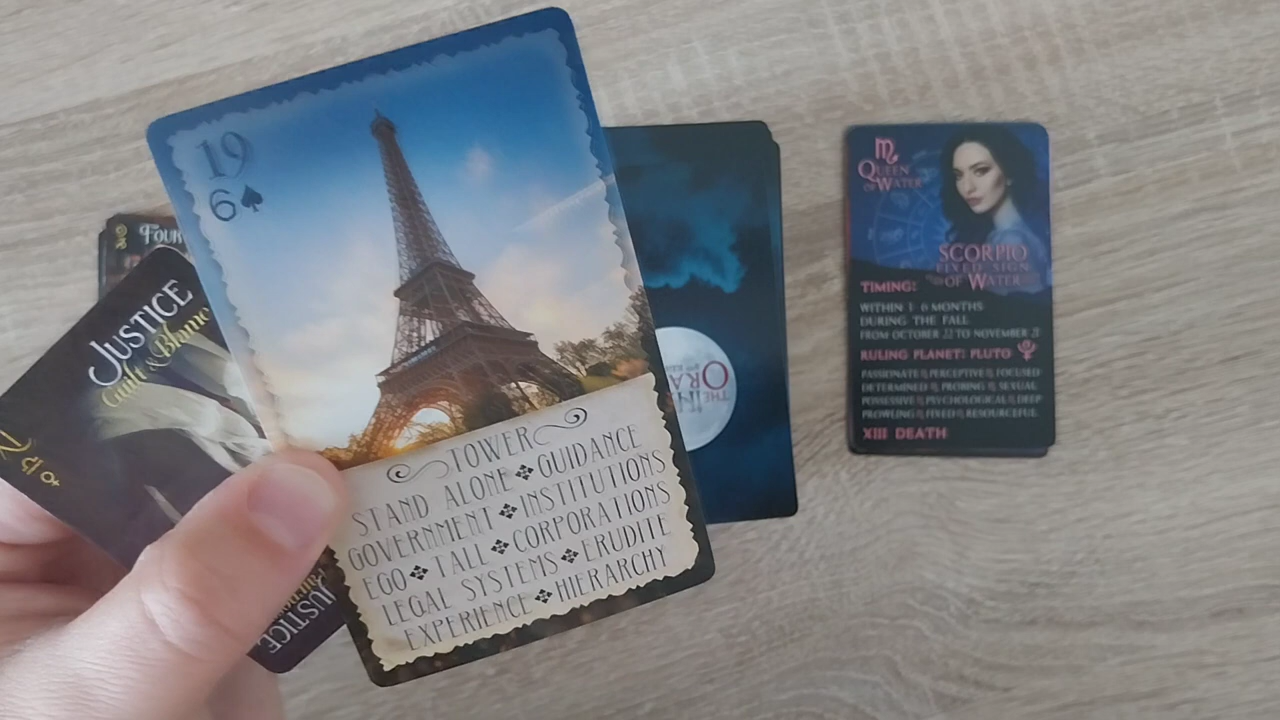 19
6♠
TOWER
STAND ALONE ❖ GUIDANCE
GOVERNMENT ❖ INSTITUTIONS
EGO ❖ TALL ❖ CORPORATIONS
LEGAL SYSTEMS ❖ ERUDITE
EXPERIENCE ❖ HIERARCHY
FOUR
JUSTICE
Guilt & Blame
JUSTICE
THE
ORA
♏
QUEEN
OF WATER
SCORPIO
FIXED SIGN
OF WATER
TIMING:
WITHIN 1-6 MONTHS
DURING THE FALL
FROM OCTOBER 22 TO NOVEMBER 21
RULING PLANET: PLUTO
PASSIONATE PERCEPTIVE FOCUSED
DETERMINED PROBING SEXUAL
POSSESSIVE PSYCHOLOGICAL DEEP
PROWLING FIXED RESOURCEFUL
XIII DEATH